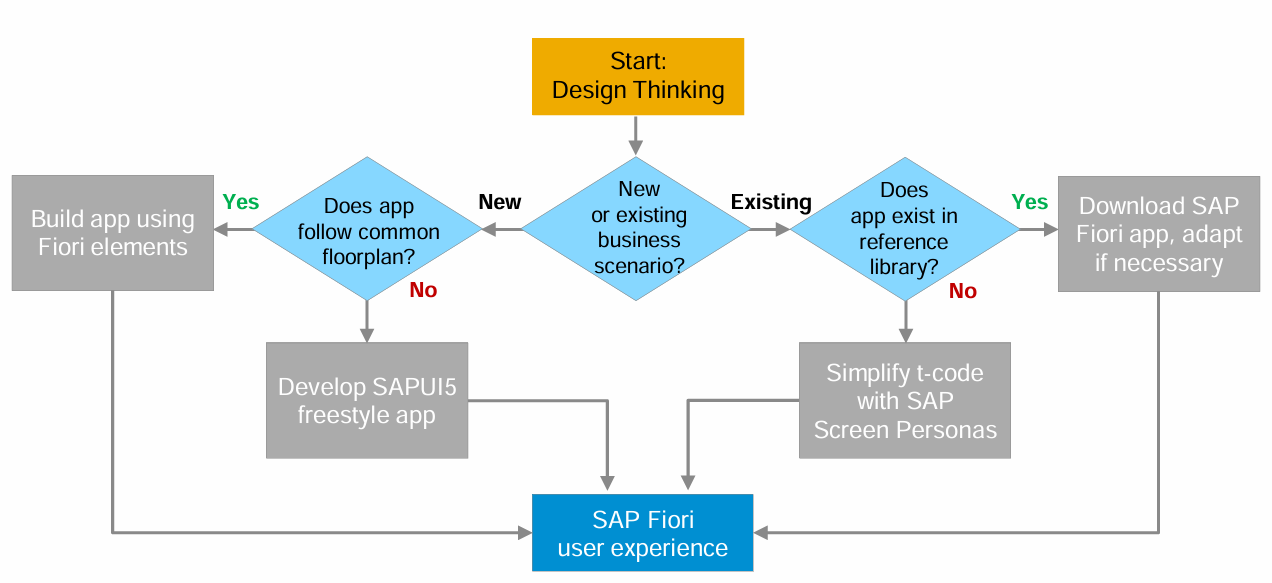 Start:
Design Thinking
New
or existing
business
scenario?
New
Existing
Does app
follow common
floorplan?
Yes
No
Build app using
Fiori elements
Develop SAPUI5
freestyle app
Does
app exist in
reference
library?
Yes
No
Download SAP
Fiori app, adapt
if necessary
Simplify t-code
with SAP
Screen Personas
SAP Fiori
user experience